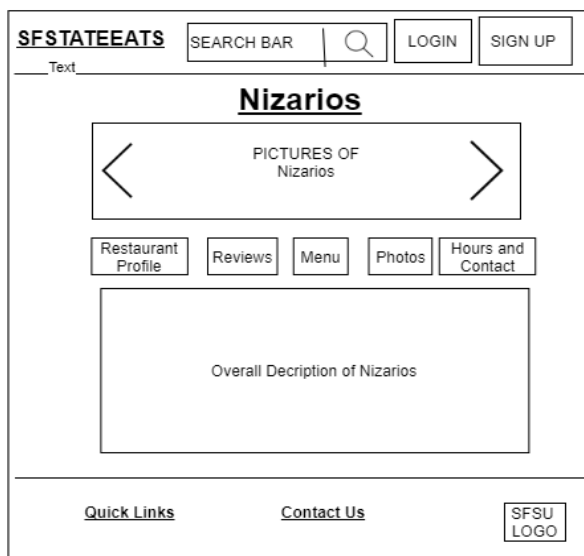 SFSTATEEATS
SEARCH BAR
LOGIN
SIGN UP
Text
Nizarios
PICTURES OF
Nizarios
Restaurant
Profile
Reviews
Menu
Photos
Hours and
Contact
Overall Decription of Nizarios
Quick Links
Contact Us
SFSU
LOGO